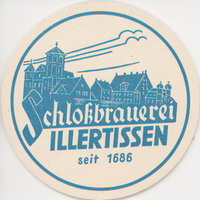 Schloßbrauerei
ILLERTISSEN
seit 1686